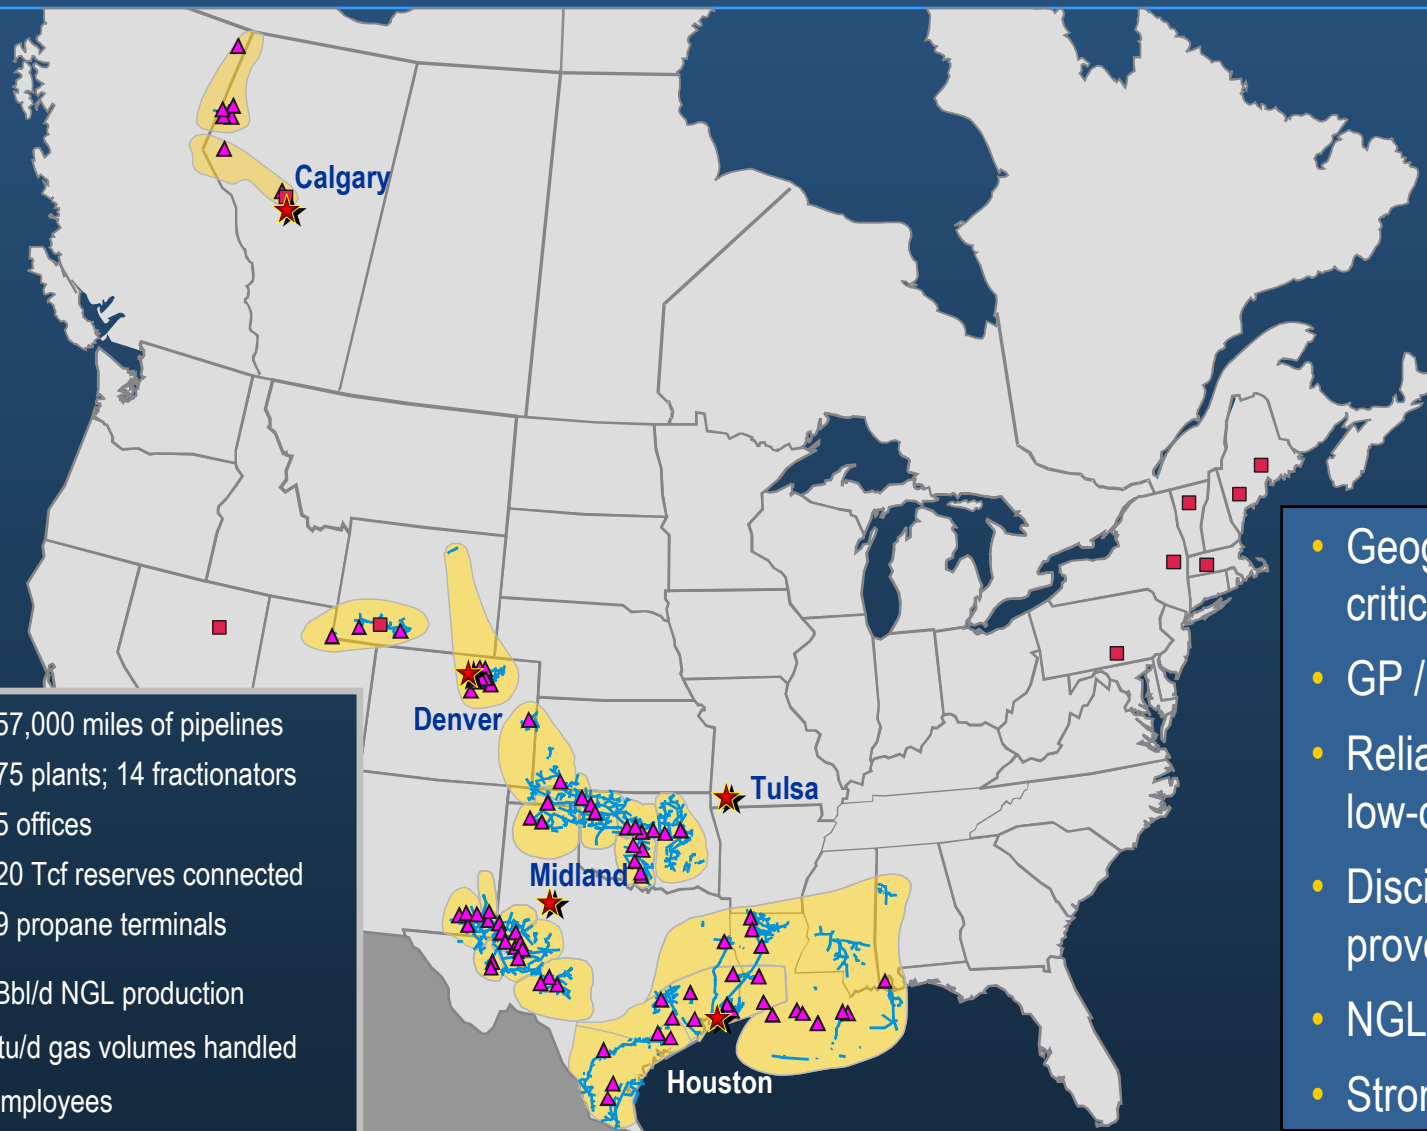 Calgary
Denver
Tulsa
Midland
Houston
57,000 miles of pipelines
75 plants; 14 fractionators
5 offices
20 Tcf reserves connected
9 propane terminals
Bbl/d NGL production
tu/d gas volumes handled
mployees
• Geog
critic
• GP /
• Relia
low-c
• Disci
prove
• NGL
• Stron